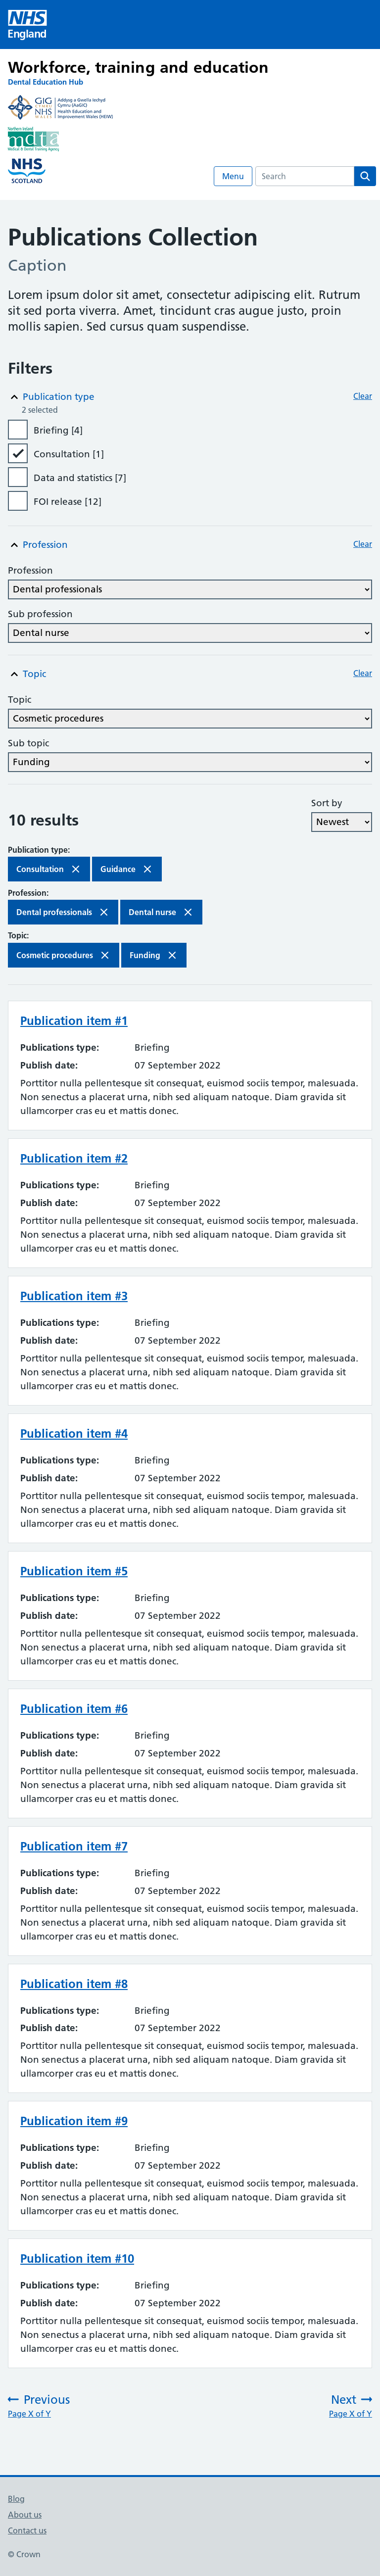 NHS
England
Workforce, training and education
Dental Education Hub
GIG
CYMRU
NHS
WALES
Addysg a Gwella Iechyd
Cymru (AaGIC)
Health Education and
Improvement Wales (HEIW)
Northern Ireland
mdta
Medical & Dental Training Agency
NHS
SCOTLAND
Menu
Search
Publications Collection
Caption
Lorem ipsum dolor sit amet, consectetur adipiscing elit. Rutrum
sit sed porta viverra. Amet, tincidunt cras augue justo, proin
mollis sapien. Sed cursus quam suspendisse.
Filters
Publication type
Clear
2 selected
Briefing [4]
Consultation [1]
Data and statistics [7]
FOI release [12]
Profession
Clear
Profession
Dental professionals
Sub profession
Dental nurse
Topic
Clear
Topic
Cosmetic procedures
Sub topic
Funding
10 results
Sort by
Newest
Publication type:
Consultation
Guidance
Profession:
Dental professionals
Dental nurse
Topic:
Cosmetic procedures
Funding
Publication item #1
Publications type: Briefing
Publish date: 07 September 2022
Porttitor nulla pellentesque sit consequat, euismod sociis tempor, malesuada.
Non senectus a placerat urna, nibh sed aliquam natoque. Diam gravida sit
ullamcorper cras eu et mattis donec.
Publication item #2
Publications type: Briefing
Publish date: 07 September 2022
Porttitor nulla pellentesque sit consequat, euismod sociis tempor, malesuada.
Non senectus a placerat urna, nibh sed aliquam natoque. Diam gravida sit
ullamcorper cras eu et mattis donec.
Publication item #3
Publications type: Briefing
Publish date: 07 September 2022
Porttitor nulla pellentesque sit consequat, euismod sociis tempor, malesuada.
Non senectus a placerat urna, nibh sed aliquam natoque. Diam gravida sit
ullamcorper cras eu et mattis donec.
Publication item #4
Publications type: Briefing
Publish date: 07 September 2022
Porttitor nulla pellentesque sit consequat, euismod sociis tempor, malesuada.
Non senectus a placerat urna, nibh sed aliquam natoque. Diam gravida sit
ullamcorper cras eu et mattis donec.
Publication item #5
Publications type: Briefing
Publish date: 07 September 2022
Porttitor nulla pellentesque sit consequat, euismod sociis tempor, malesuada.
Non senectus a placerat urna, nibh sed aliquam natoque. Diam gravida sit
ullamcorper cras eu et mattis donec.
Publication item #6
Publications type: Briefing
Publish date: 07 September 2022
Porttitor nulla pellentesque sit consequat, euismod sociis tempor, malesuada.
Non senectus a placerat urna, nibh sed aliquam natoque. Diam gravida sit
ullamcorper cras eu et mattis donec.
Publication item #7
Publications type: Briefing
Publish date: 07 September 2022
Porttitor nulla pellentesque sit consequat, euismod sociis tempor, malesuada.
Non senectus a placerat urna, nibh sed aliquam natoque. Diam gravida sit
ullamcorper cras eu et mattis donec.
Publication item #8
Publications type: Briefing
Publish date: 07 September 2022
Porttitor nulla pellentesque sit consequat, euismod sociis tempor, malesuada.
Non senectus a placerat urna, nibh sed aliquam natoque. Diam gravida sit
ullamcorper cras eu et mattis donec.
Publication item #9
Publications type: Briefing
Publish date: 07 September 2022
Porttitor nulla pellentesque sit consequat, euismod sociis tempor, malesuada.
Non senectus a placerat urna, nibh sed aliquam natoque. Diam gravida sit
ullamcorper cras eu et mattis donec.
Publication item #10
Publications type: Briefing
Publish date: 07 September 2022
Porttitor nulla pellentesque sit consequat, euismod sociis tempor, malesuada.
Non senectus a placerat urna, nibh sed aliquam natoque. Diam gravida sit
ullamcorper cras eu et mattis donec.
Previous
Page X of Y
Next
Page X of Y
Blog
About us
Contact us
© Crown